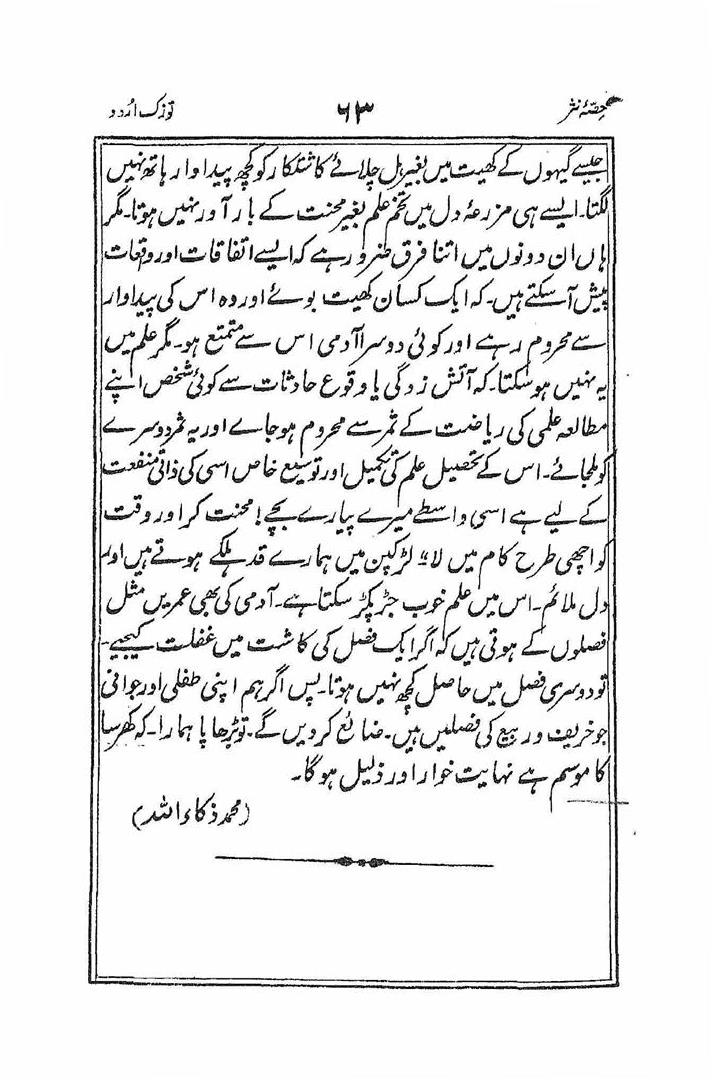 حصۂ نثر
۶۳
توزک اُردو
جیسے گیہوں کے کھیت میں بغیر ہل چلائے کاشتکار کو کچھ پیداوار ہاتھ نہیں
لگتا۔ ایسے ہی مزرعۂ دل میں تخم علم بغیر محنت کے بار آور نہیں ہوتا۔ مگر
ہاں ان دونوں میں اتنا فرق ضرور ہے کہ ایسے اتفاقات اور وقعات
پیش آسکتے ہیں۔ کہ ایک کسان کھیت بوئے اور وہ اس کی پیداوار
سے محروم رہے اور کوئی دوسرا آدمی اس سے متمتع ہو۔ مگر علم میں
یہ نہیں ہوسکتا۔ کہ آتش زدگی یا وقوع حادثات سے کوئی شخص اپنے
مطالعہ علمی کی ریاضت کے ثمر سے محروم ہوجاے اور یہ ثمر دوسرے
کو ملجائے۔ اس کے تحصیل علم کی تکمیل اور توسیع خاص اسی کی ذاتی منفعت
کے لیے ہے اسی واسطے میرے پیارے بچے! محنت کر اور وقت
کو اچھی طرح کام میں لا“ لڑکپن میں ہمارے قدم ہلکے ہوتے ہیں اور
دل ملائم۔ اس میں علم خوب جڑ پکڑ سکتا ہے۔ آدمی کی بھی عمریں مثل
فصلوں کے ہوتی ہیں کہ اگر ایک فصل کی کاشت میں غفلت کیجیے۔
تو دوسری فصل میں حاصل کچھ نہیں ہوتا۔ پس اگر ہم اپنی طفلی اور جوانی
جو خریف و ربیع کی فصلیں ہیں۔ ضائع کردیں گے۔ تو بڑھاپا ہمارا۔ کہ کھرسا
کا موسم ہے نہایت خوار اور ذلیل ہوگا۔
(محمد ذکاء اللہ)